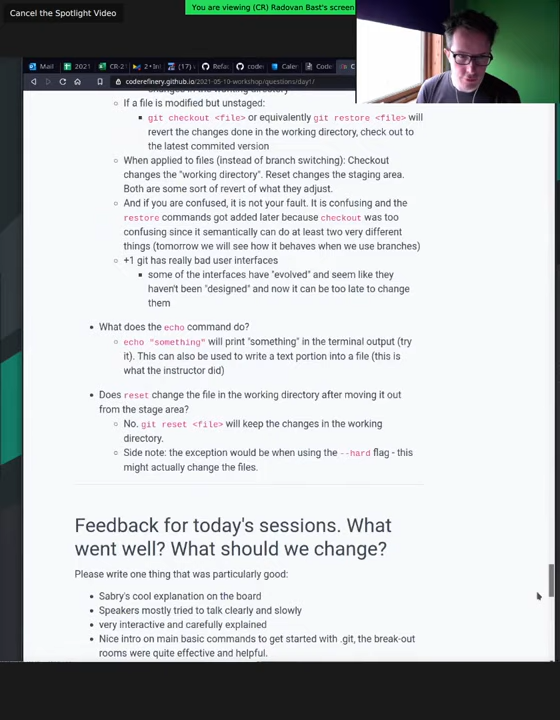 Cancel the Spotlight Video
You are viewing (CR) Radovan Bast's screen
Mail
2021
CR-2
(17)
Refac
coder
Caler
Code
coderefinery.github.io/2021-05-10-workshop/questions/day1/
changes in the working directory
If a file is modified but unstaged:
git checkout <file> or equivalently git restore <file> will
revert the changes done in the working directory, check out to
the latest commited version
When applied to files (instead of branch switching): Checkout
changes the "working directory". Reset changes the staging area.
Both are some sort of revert of what they adjust.
And if you are confused, it is not your fault. It is confusing and the
restore commands got added later because checkout was too
confusing since it semantically can do at least two very different
things (tomorrow we will see how it behaves when we use branches)
+1 git has really bad user interfaces
some of the interfaces have "evolved" and seem like they
haven't been "designed" and now it can be too late to change
them
What does the echo command do?
echo "something" will print "something" in the terminal output (try
it). This can also be used to write a text portion into a file (this is
what the instructor did)
Does reset change the file in the working directory after moving it out
from the stage area?
No. git reset <file> will keep the changes in the working
directory.
Side note: the exception would be when using the --hard flag - this
might actually change the files.
Feedback for today's sessions. What
went well? What should we change?
Please write one thing that was particularly good:
Sabry's cool explanation on the board
Speakers mostly tried to talk clearly and slowly
very interactive and carefully explained
Nice intro on main basic commands to get started with .git, the break-out
rooms were quite effective and helpful.